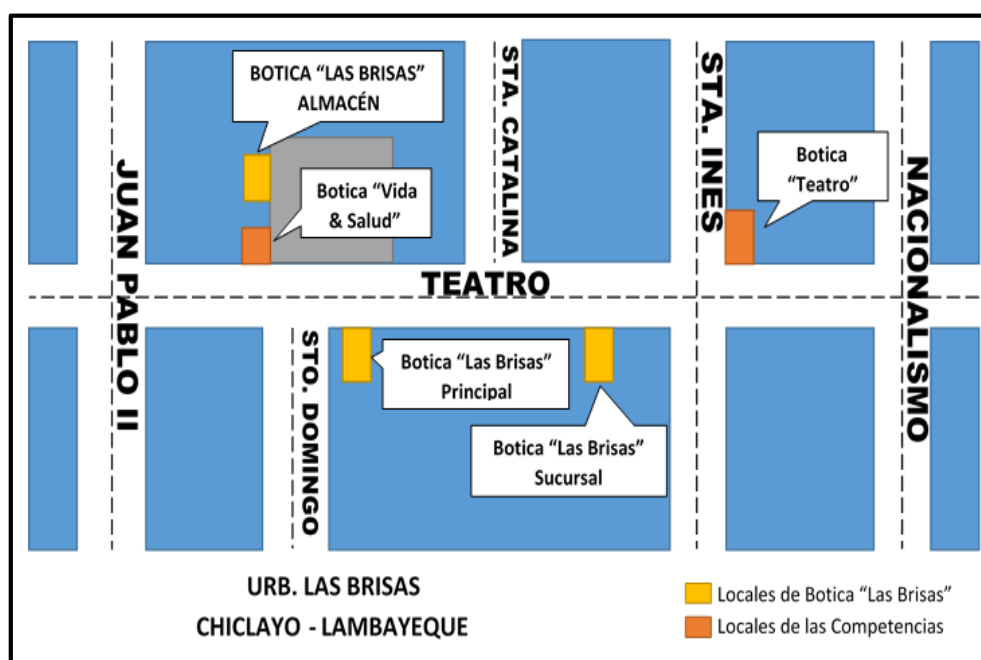 BOTICA “LAS BRISAS”
ALMACÉN
STA. CATALINA
STA. INES
JUAN PABLO II
Botica “Vida
& Salud”
Botica
“Teatro”
NACIONALISMO
TEATRO
STO. DOMINGO
Botica “Las Brisas”
Principal
Botica “Las Brisas”
Sucursal
URB. LAS BRISAS
CHICLAYO - LAMBAYEQUE
Locales de Botica “Las Brisas”
Locales de las Competencias